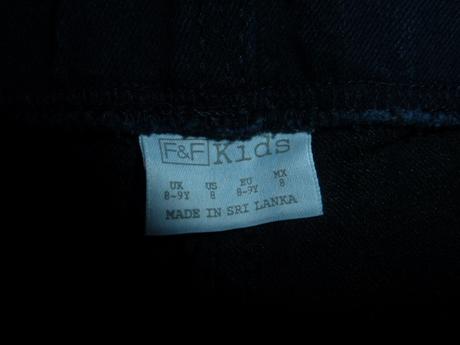 F&F Kids
UK US EU MX
8-9Y 8 8-9Y 8
MADE IN SRI LANKA